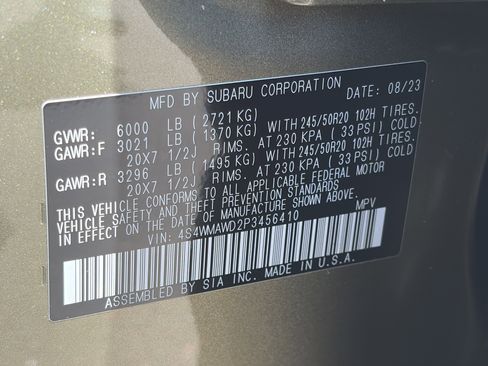 MFD BY SUBARU CORPORATION DATE: 08/23
GVWR: 6000 LB ( 2721 KG)
GAWR:F 3021 LB ( 1370 KG) WITH 245/50R20 102H TIRES.
20X7 1/2J RIMS. AT 230 KPA ( 33 PSI) COLD.
GAWR:R 3296 LB ( 1495 KG) WITH 245/50R20 102H TIRES.
20X7 1/2J RIMS. AT 230 KPA ( 33 PSI) COLD.
THIS VEHICLE CONFORMS TO ALL APPLICABLE FEDERAL MOTOR
VEHICLE SAFETY AND THEFT PREVENTION STANDARDS
IN EFFECT ON THE DATE OF MANUFACTURE SHOWN ABOVE.
VIN: 4S4WMAWD2P3456410 MPV
ASSEMBLED BY SIA INC. MADE IN U.S.A.